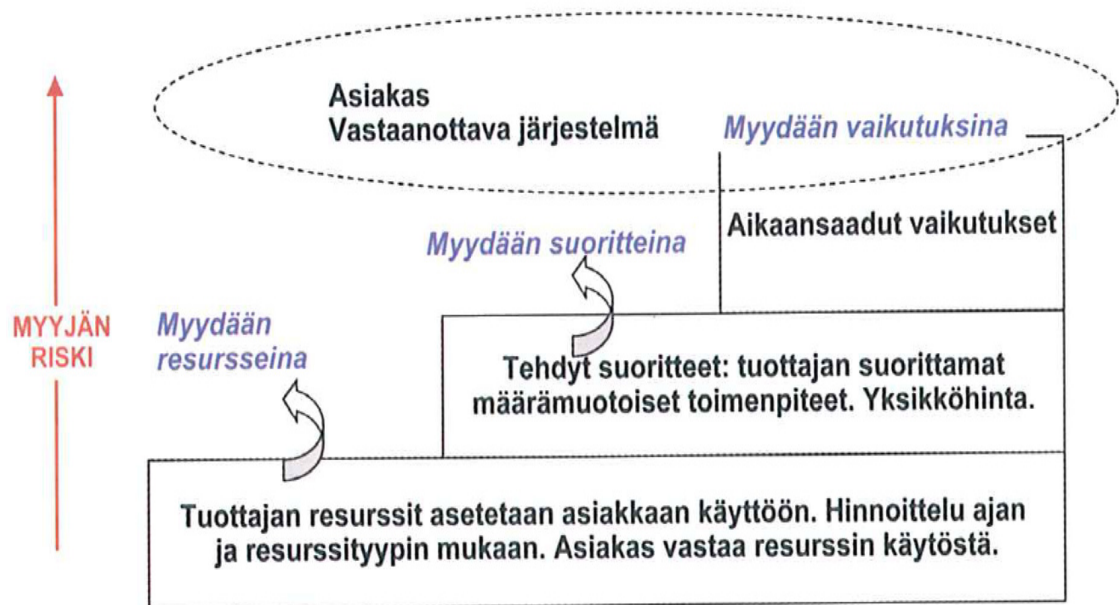 Asiakas
Vastaanottava järjestelmä
Myydään vaikutuksina
Aikaansaadut vaikutukset
Myydään suoritteina
MYYJÄN
RISKI
Myydään
resursseina
Tehdyt suoritteet: tuottajan suorittamat
määrämuotoiset toimenpiteet. Yksikköhinta.
Tuottajan resurssit asetetaan asiakkaan käyttöön. Hinnoittelu ajan
ja resurssityypin mukaan. Asiakas vastaa resurssin käytöstä.